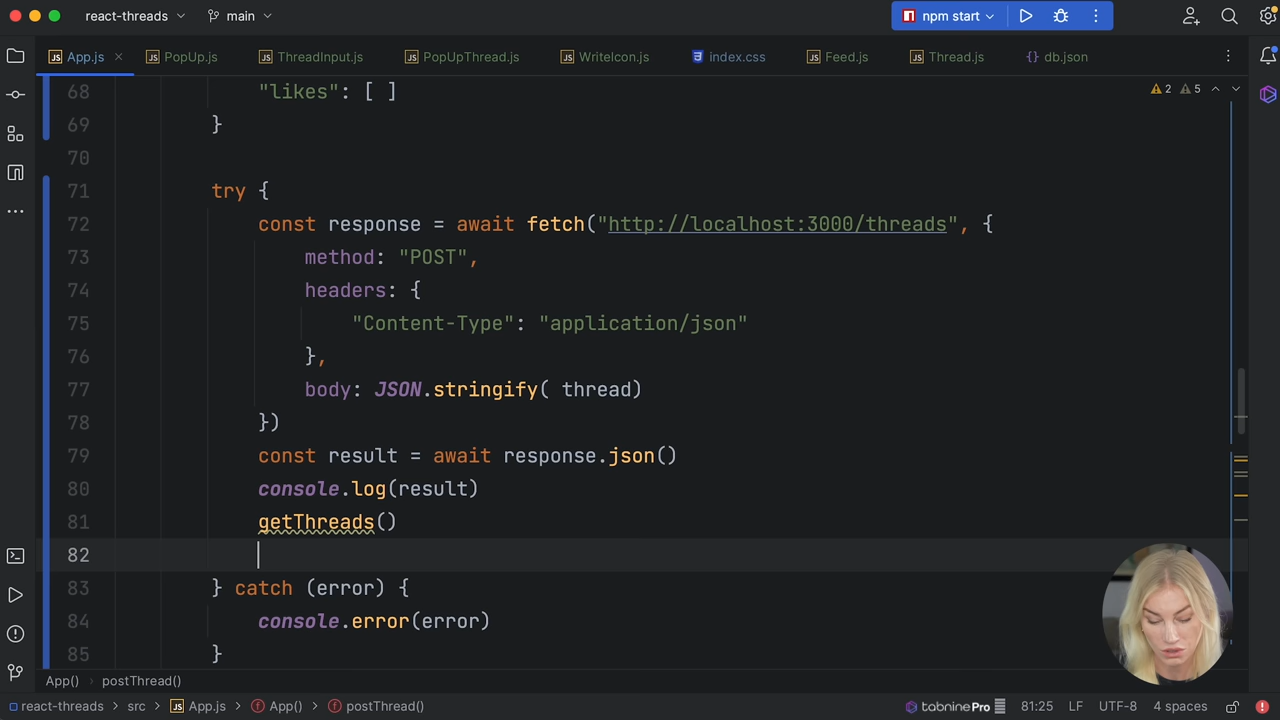 react-threads
main
npm start
App.js
PopUp.js
ThreadInput.js
PopUpThread.js
WriteIcon.js
index.css
Feed.js
Thread.js
db.json
2
5
68 "likes": [ ]
69 }
70
71 try {
72 const response = await fetch("http://localhost:3000/threads", {
73 method: "POST",
74 headers: {
75 "Content-Type": "application/json"
76 },
77 body: JSON.stringify( thread)
78 })
79 const result = await response.json()
80 console.log(result)
81 getThreads()
82
83 } catch (error) {
84 console.error(error)
85 }
App() › postThread()
react-threads › src › App.js › App() › postThread()
tabnine Pro
81:25
LF
UTF-8
4 spaces